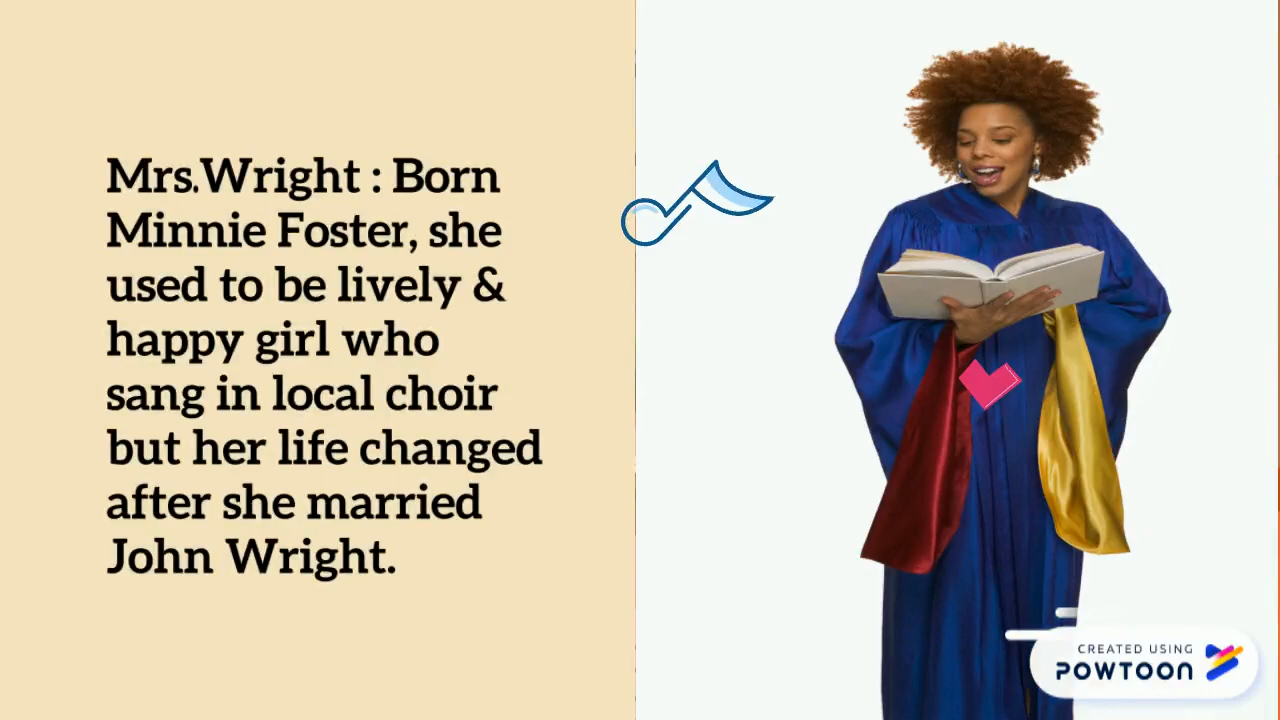 Mrs.Wright : Born
Minnie Foster, she
used to be lively &
happy girl who
sang in local choir
but her life changed
after she married
John Wright.
CREATED USING
POWTOON